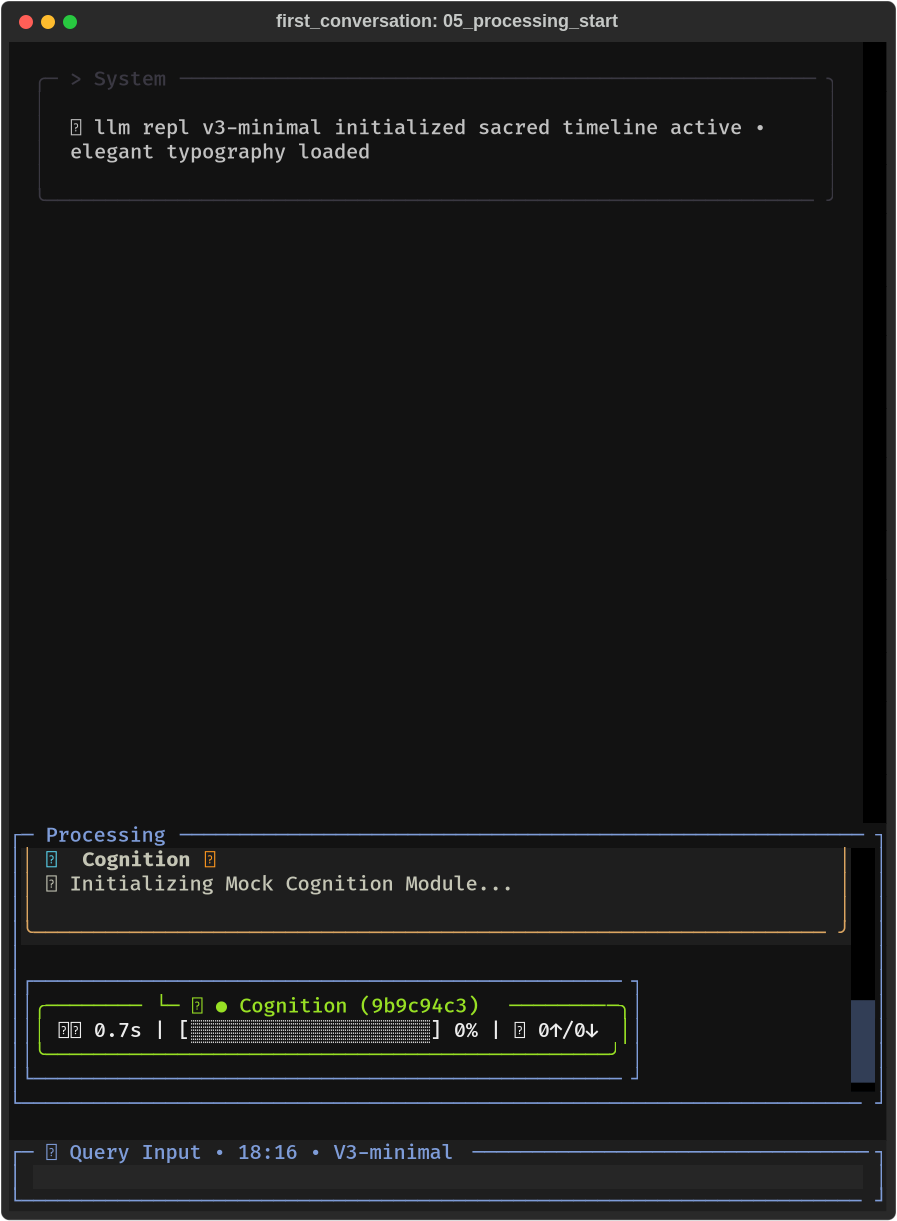 first_conversation: 05_processing_start
> System
llm repl v3-minimal initialized sacred timeline active •
elegant typography loaded
Processing
Cognition
Initializing Mock Cognition Module...
● Cognition (9b9c94c3)
0.7s | [░░░░░░░░░░░░░░░░░░░░] 0% | 0↑/0↓
Query Input • 18:16 • V3-minimal